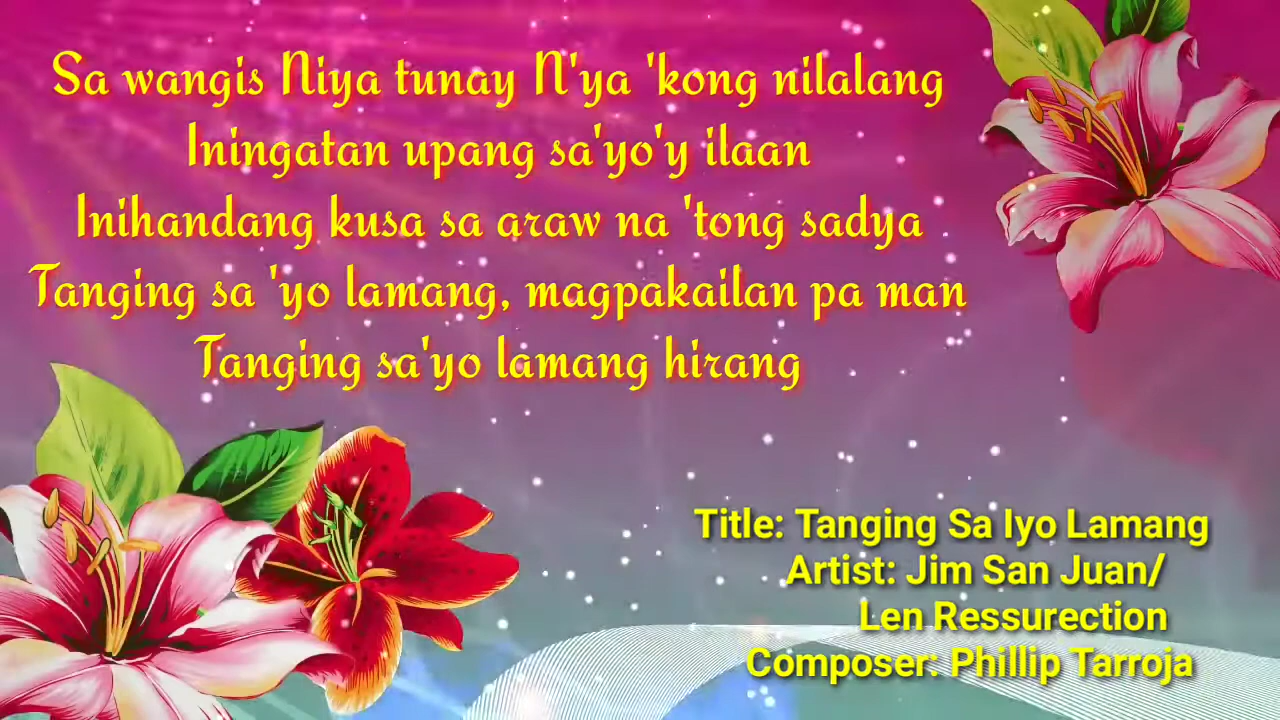 Sa wangis Niya tunay N'ya 'kong nilalang
Iningatan upang sa'yo'y ilaan
Inihandang kusa sa araw na 'tong sadya
Tanging sa 'yo lamang, magpakailan pa man
Tanging sa'yo lamang hirang
Title: Tanging Sa Iyo Lamang
Artist: Jim San Juan/
Len Ressurection
Composer: Phillip Tarroja